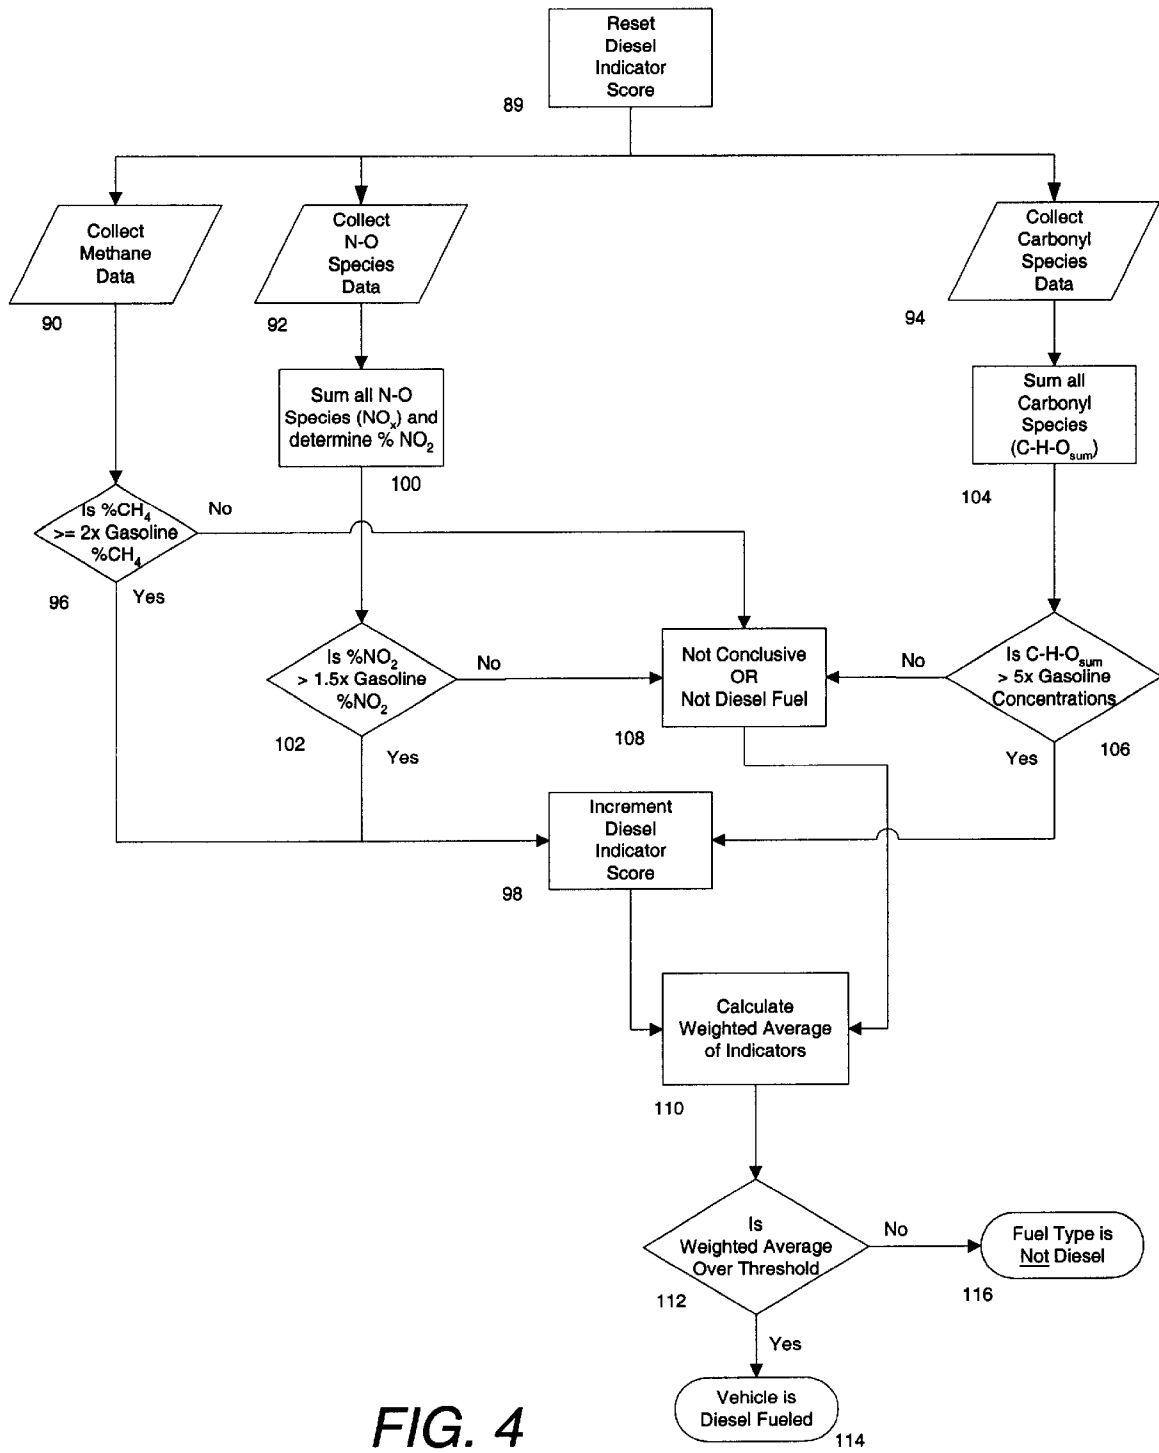 Reset
Diesel
Indicator
Score
89
Collect
Methane
Data
90
Collect
N-O
Species
Data
92
Collect
Carbonyl
Species
Data
94
Sum all N-O
Species (NOx) and
determine % NO2
100
Sum all
Carbonyl
Species
(C-H-Osum)
104
Is %CH4
>= 2x Gasoline
%CH4
No
Yes
96
Is %NO2
> 1.5x Gasoline
%NO2
No
Yes
102
Not Conclusive
OR
Not Diesel Fuel
108
Is C-H-Osum
> 5x Gasoline
Concentrations
No
Yes
106
Increment
Diesel
Indicator
Score
98
Calculate
Weighted Average
of Indicators
110
Is
Weighted Average
Over Threshold
112
No
Fuel Type is
Not Diesel
116
Yes
Vehicle is
Diesel Fueled
114
FIG. 4